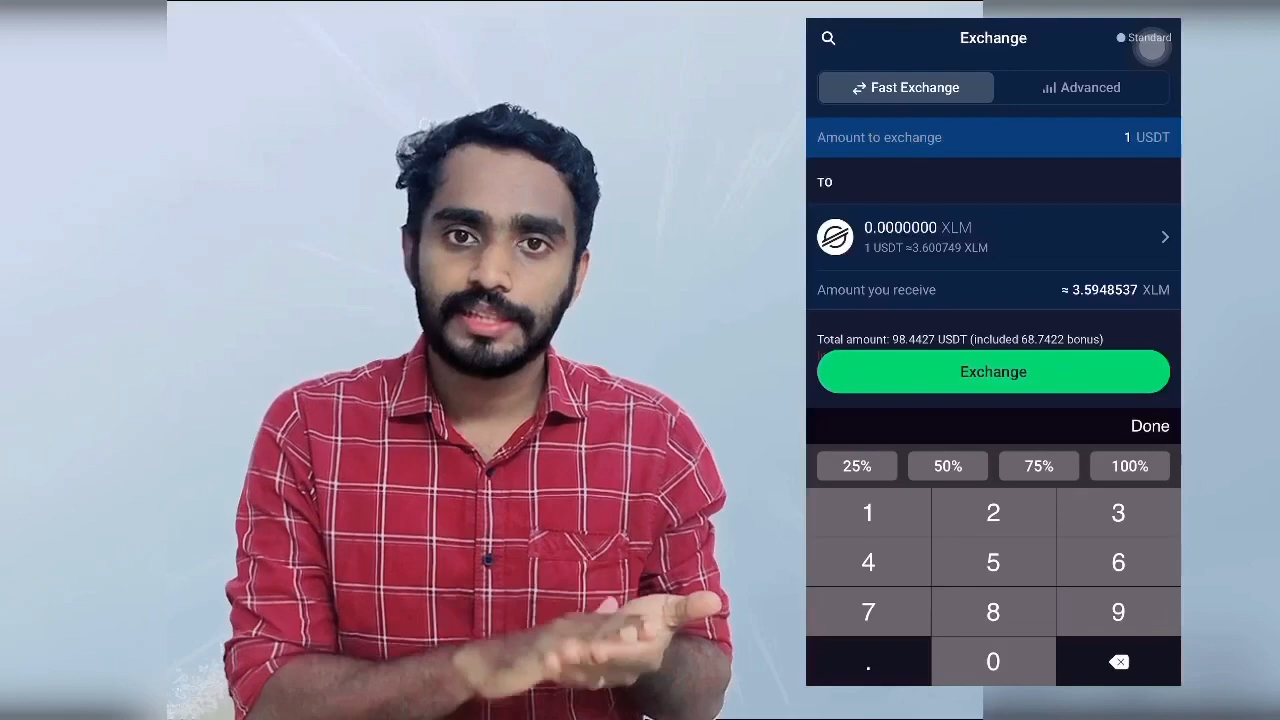 Exchange
Standard
Fast Exchange
Advanced
Amount to exchange
1 USDT
TO
0.0000000 XLM
1 USDT ≈3.600749 XLM
Amount you receive
≈ 3.5948537 XLM
Total amount: 98.4427 USDT (included 68.7422 bonus)
Exchange
Done
25% 50% 75% 100%
1 2 3
4 5 6
7 8 9
. 0